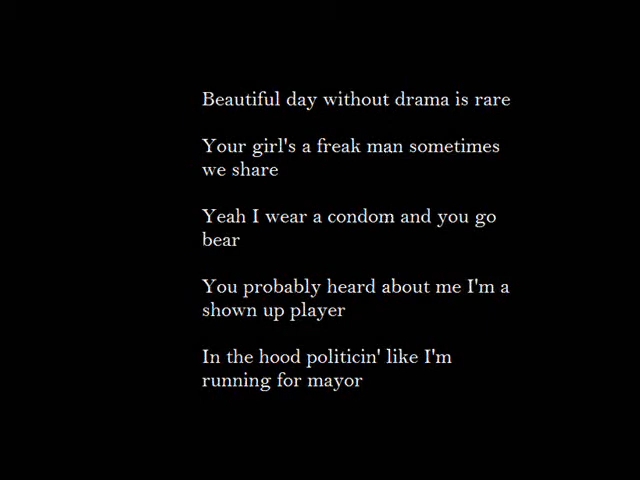 Beautiful day without drama is rare
Your girl's a freak man sometimes
we share
Yeah I wear a condom and you go
bear
You probably heard about me I'm a
shown up player
In the hood politicin' like I'm
running for mayor